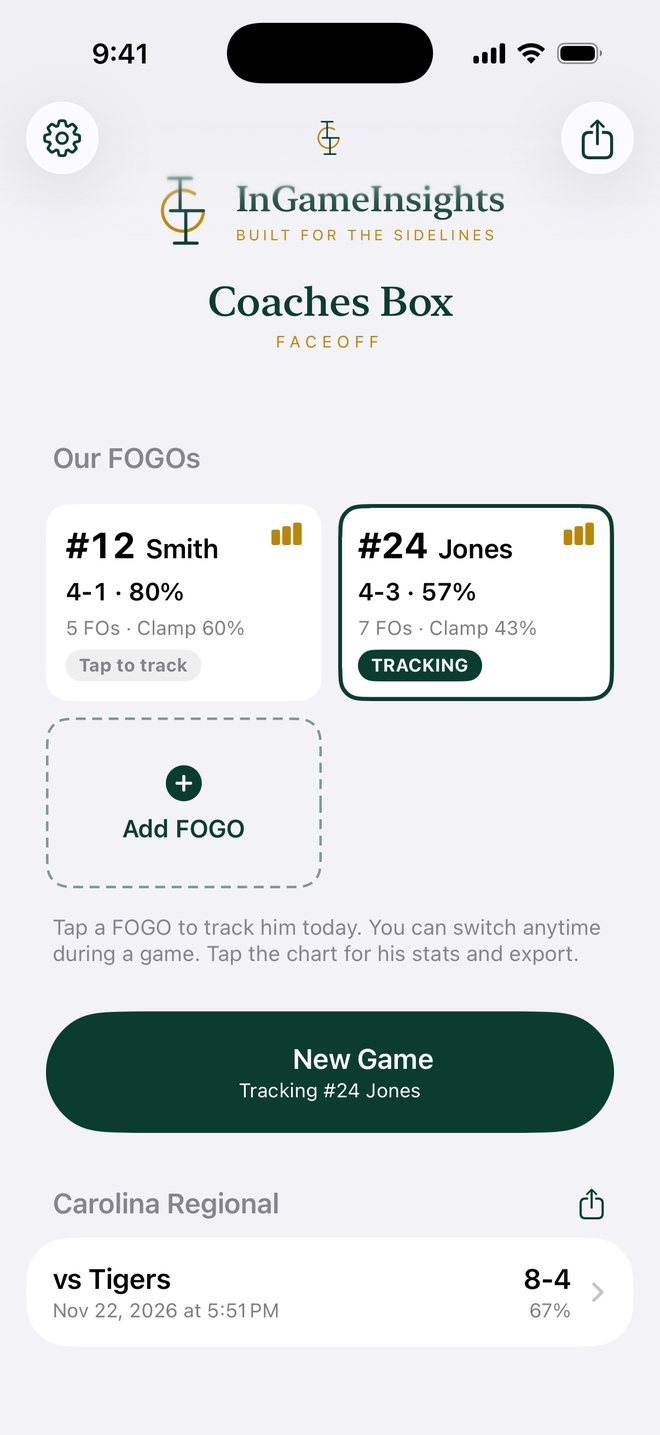 9:41
InGameInsights
BUILT FOR THE SIDELINES
Coaches Box
FACEOFF
Our FOGOs
#12 Smith
4-1 · 80%
5 FOs · Clamp 60%
Tap to track
#24 Jones
4-3 · 57%
7 FOs · Clamp 43%
TRACKING
Add FOGO
Tap a FOGO to track him today. You can switch anytime
during a game. Tap the chart for his stats and export.
New Game
Tracking #24 Jones
Carolina Regional
vs Tigers
8-4
Nov 22, 2026 at 5:51 PM
67%